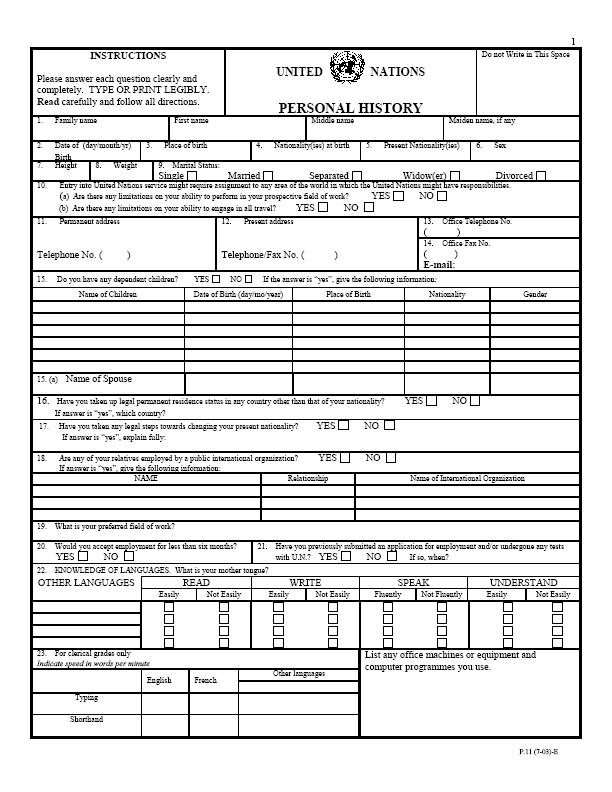 1
INSTRUCTIONS
Please answer each question clearly and
completely. TYPE OR PRINT LEGIBLY.
Read carefully and follow all directions.
UNITED NATIONS
PERSONAL HISTORY
Do not Write in This Space
1. Family name First name Middle name Maiden name, if any
2. Date of (day/month/yr) 3. Place of birth 4. Nationality(ies) at birth 5. Present Nationality(ies) 6. Sex
Birth
7. Height 8. Weight 9. Marital Status:
Single Married Separated Widow(er) Divorced
10. Entry into United Nations service might require assignment to any area of the world in which the United Nations might have responsibilities.
(a) Are there any limitations on your ability to perform in your prospective field of work? YES NO
(b) Are there any limitations on your ability to engage in all travel? YES NO
11. Permanent address 12. Present address 13. Office Telephone No.
( )
14. Office Fax No.
Telephone No. ( ) Telephone/Fax No. ( ) ( )
E-mail:
15. Do you have any dependent children? YES NO If the answer is "yes", give the following information:
Name of Children Date of Birth (day/mo/year) Place of Birth Nationality Gender
15. (a) Name of Spouse
16. Have you taken up legal permanent residence status in any country other than that of your nationality? YES NO
If answer is "yes", which country?
17. Have you taken any legal steps towards changing your present nationality? YES NO
If answer is "yes", explain fully:
18. Are any of your relatives employed by a public international organization? YES NO
If answer is "yes", give the following information:
NAME Relationship Name of International Organization
19. What is your preferred field of work?
20. Would you accept employment for less than six months? 21. Have you previously submitted an application for employment and/or undergone any tests
YES NO with U.N.? YES NO If so, when?
22. KNOWLEDGE OF LANGUAGES. What is your mother tongue?
OTHER LANGUAGES READ WRITE SPEAK UNDERSTAND
Easily Not Easily Easily Not Easily Fluently Not Fluently Easily Not Easily
23. For clerical grades only
Indicate speed in words per minute
List any office machines or equipment and
computer programmes you use.
English French Other languages
Typing
Shorthand
P.11 (7-03)-E